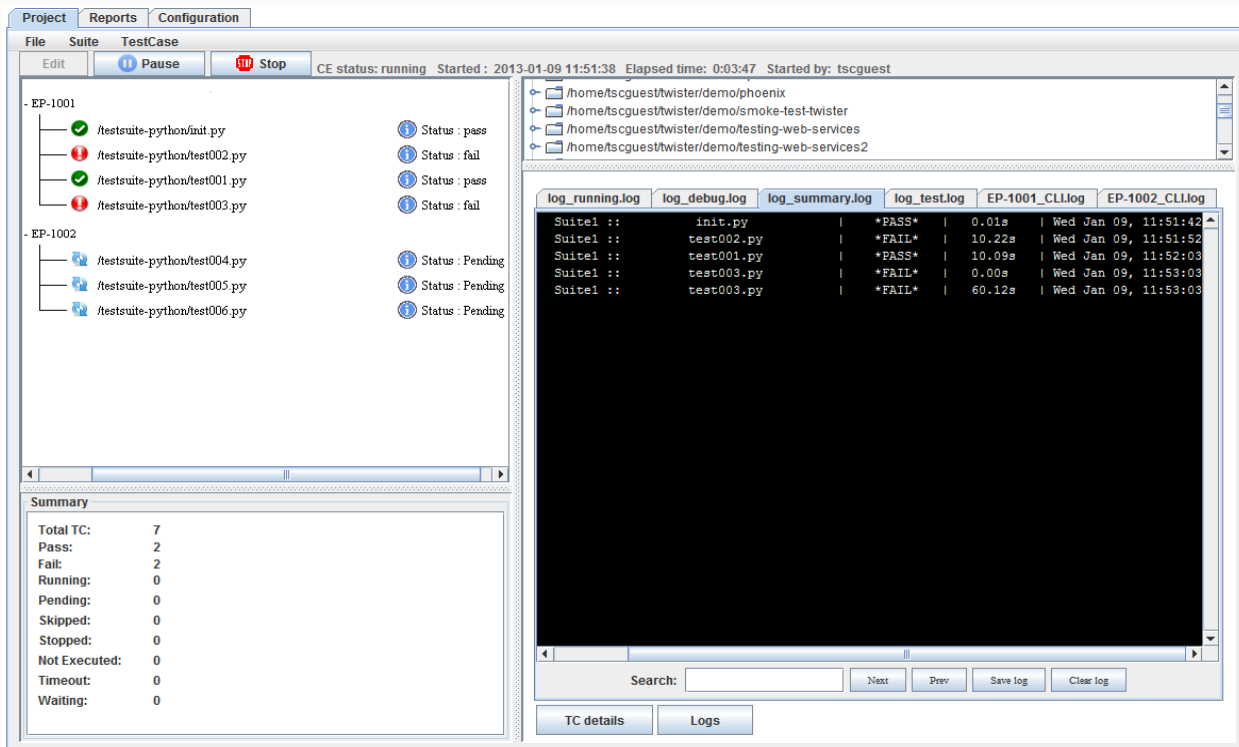 Project Reports Configuration
File Suite TestCase
Edit Pause STOP Stop CE status: running Started : 2013-01-09 11:51:38 Elapsed time: 0:03:47 Started by: tscguest
- EP-1001
/testsuite-python/init.py Status : pass
/testsuite-python/test002.py Status : fail
/testsuite-python/test001.py Status : pass
/testsuite-python/test003.py Status : fail
- EP-1002
/testsuite-python/test004.py Status : Pending
/testsuite-python/test005.py Status : Pending
/testsuite-python/test006.py Status : Pending
Summary
Total TC: 7
Pass: 2
Fail: 2
Running: 0
Pending: 0
Skipped: 0
Stopped: 0
Not Executed: 0
Timeout: 0
Waiting: 0
/home/tscguest/twister/demo/phoenix
/home/tscguest/twister/demo/smoke-test-twister
/home/tscguest/twister/demo/testing-web-services
/home/tscguest/twister/demo/testing-web-services2
log_running.log log_debug.log log_summary.log log_test.log EP-1001_CLI.log EP-1002_CLI.log
Suite1 :: init.py | *PASS* | 0.01s | Wed Jan 09, 11:51:42
Suite1 :: test002.py | *FAIL* | 10.22s | Wed Jan 09, 11:51:52
Suite1 :: test001.py | *PASS* | 10.09s | Wed Jan 09, 11:52:03
Suite1 :: test003.py | *FAIL* | 0.00s | Wed Jan 09, 11:53:03
Suite1 :: test003.py | *FAIL* | 60.12s | Wed Jan 09, 11:53:03
Search: Next Prev Save log Clear log
TC details Logs